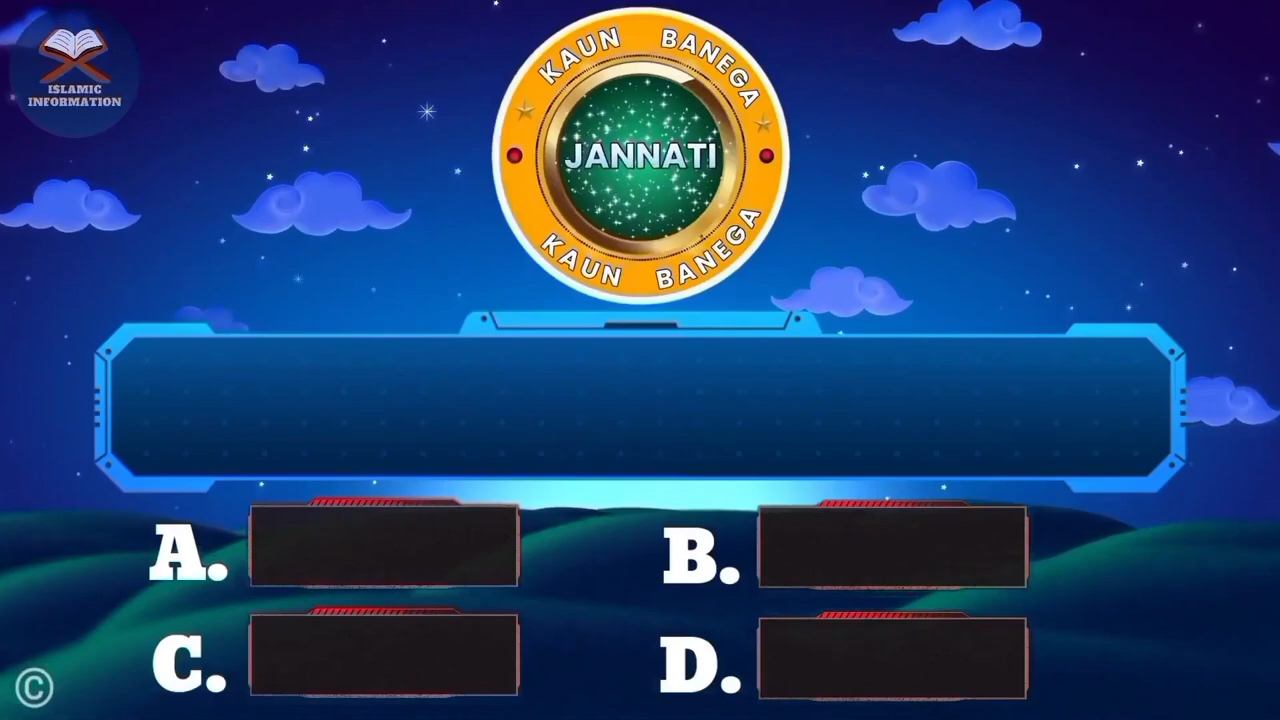 ISLAMIC
INFORMATION
KAUN BANEGA
JANNATI
KAUN BANEGA
A.
B.
C.
D.
©